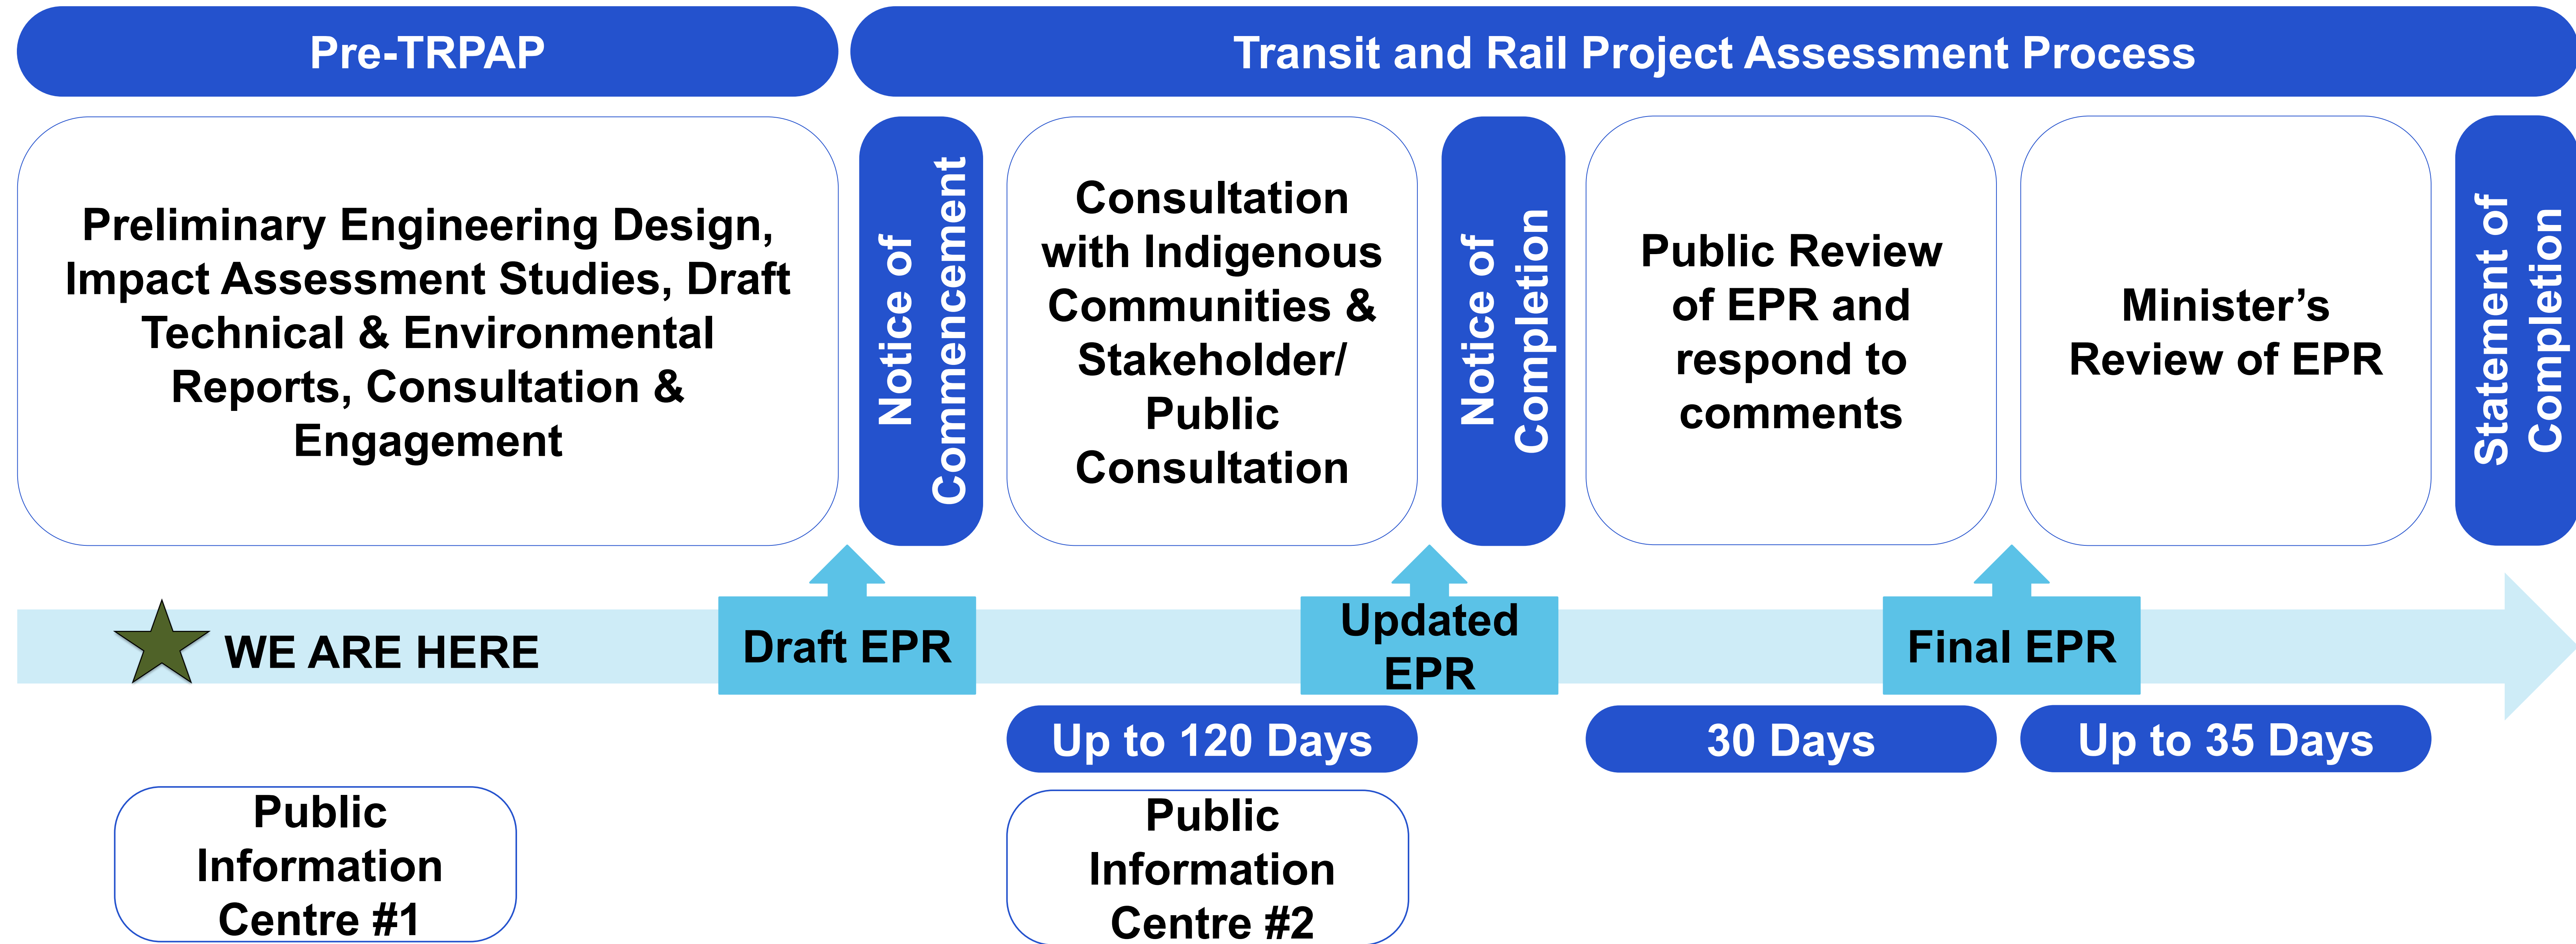 Pre-TRPAP
Transit and Rail Project Assessment Process
Preliminary Engineering Design,
Impact Assessment Studies, Draft
Technical & Environmental
Reports, Consultation &
Engagement
Notice of
Commencement
Consultation
with Indigenous
Communities &
Stakeholder/
Public
Consultation
Notice of
Completion
Public Review
of EPR and
respond to
comments
Minister’s
Review of EPR
Statement of
Completion
WE ARE HERE
Draft EPR
Updated
EPR
Final EPR
Up to 120 Days
30 Days
Up to 35 Days
Public
Information
Centre #1
Public
Information
Centre #2